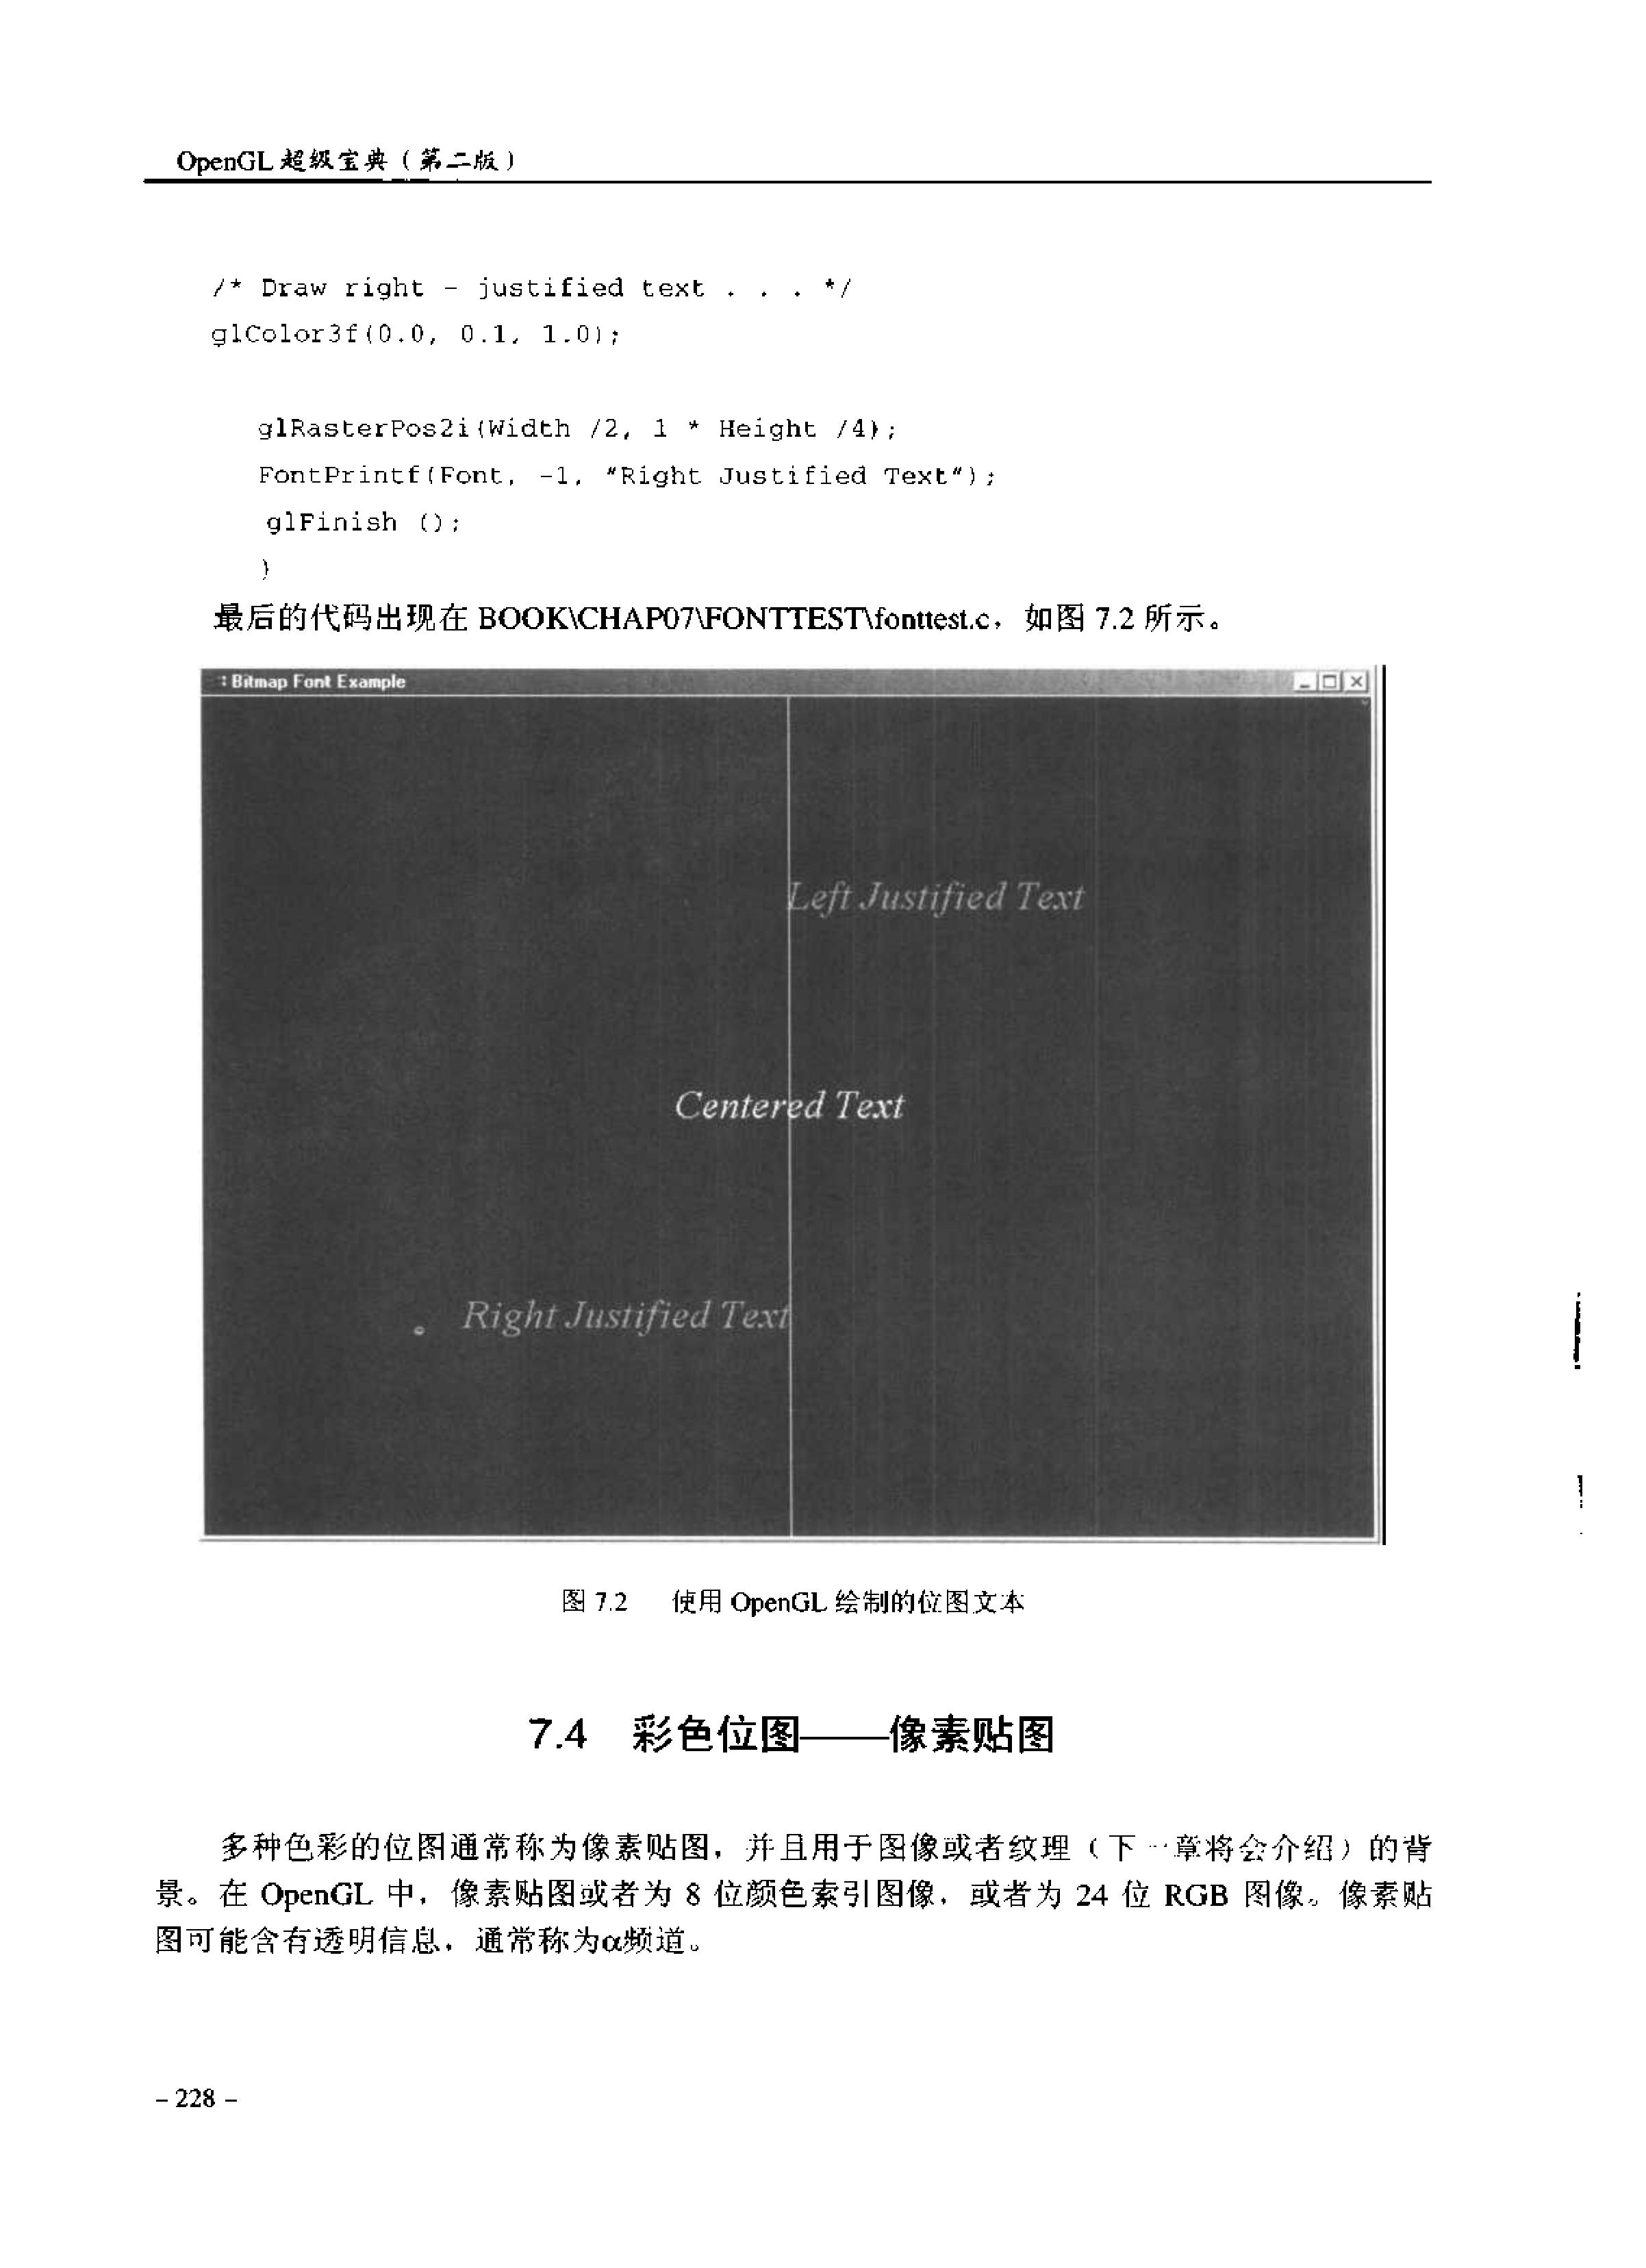 OpenGL 超级宝典（第二版）
/* Draw right - justified text . . . */
glColor3f(0.0, 0.1, 1.0);
glRasterPos2i(Width /2, 1 * Height /4);
FontPrintf(Font, -1, "Right Justified Text");
glFinish ();
}
最后的代码出现在 BOOK\CHAP07\FONTTEST\fonttest.c，如图 7.2 所示。
Bitmap Font Example
Left Justified Text
Centered Text
Right Justified Text
图 7.2 使用 OpenGL 绘制的位图文本
7.4 彩色位图——像素贴图
多种色彩的位图通常称为像素贴图，并且用于图像或者纹理（下一章将会介绍）的背
景。在 OpenGL 中，像素贴图或者为 8 位颜色索引图像，或者为 24 位 RGB 图像。像素贴
图可能含有透明信息，通常称为α频道。
- 228 -